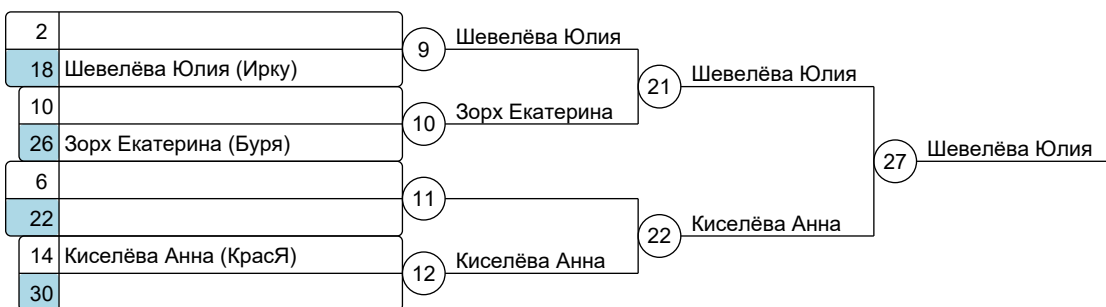 2
18 Шевелёва Юлия (Ирку)
10
26 Зорх Екатерина (Буря)
6
22
14 Киселёва Анна (КрасЯ)
30
9 Шевелёва Юлия
10 Зорх Екатерина
11
12 Киселёва Анна
21 Шевелёва Юлия
22 Киселёва Анна
27 Шевелёва Юлия